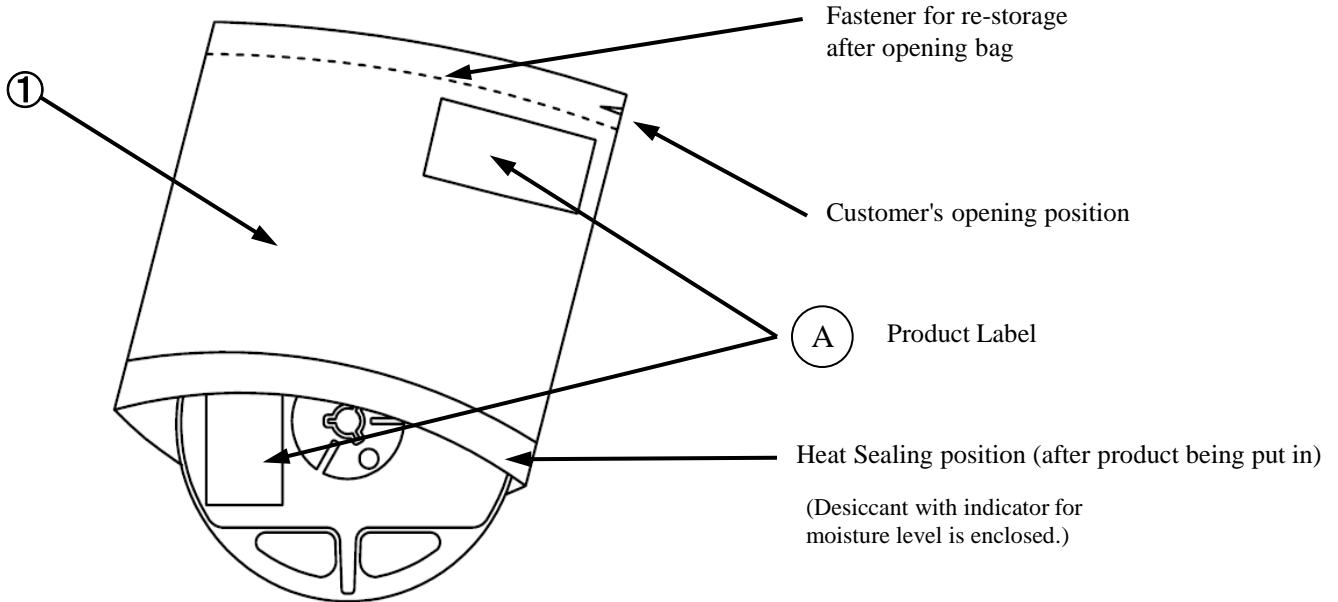 Fastener for re-storage
after opening bag
①
Customer's opening position
A
Product Label
Heat Sealing position (after product being put in)
(Desiccant with indicator for
moisture level is enclosed.)